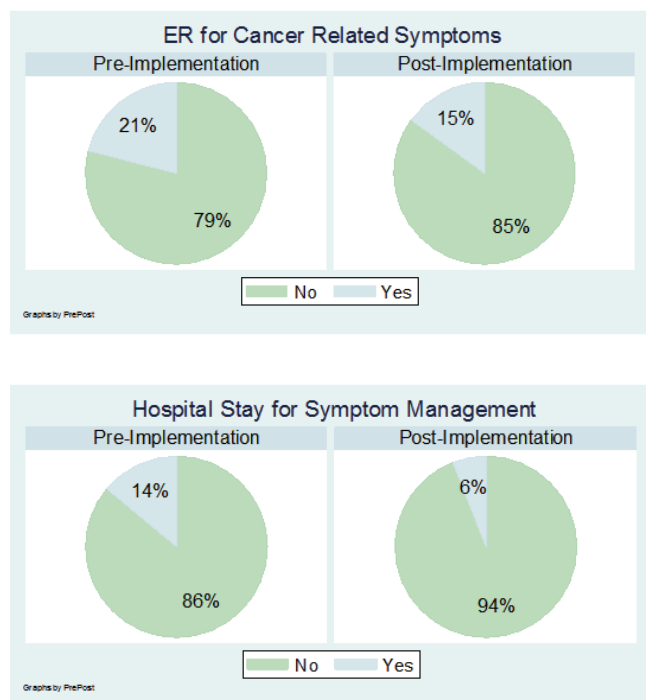 ER for Cancer Related Symptoms
Pre-Implementation Post-Implementation
21% 15%
79% 85%
No Yes
Graphs by PrePost
Hospital Stay for Symptom Management
Pre-Implementation Post-Implementation
14% 6%
86% 94%
No Yes
Graphs by PrePost